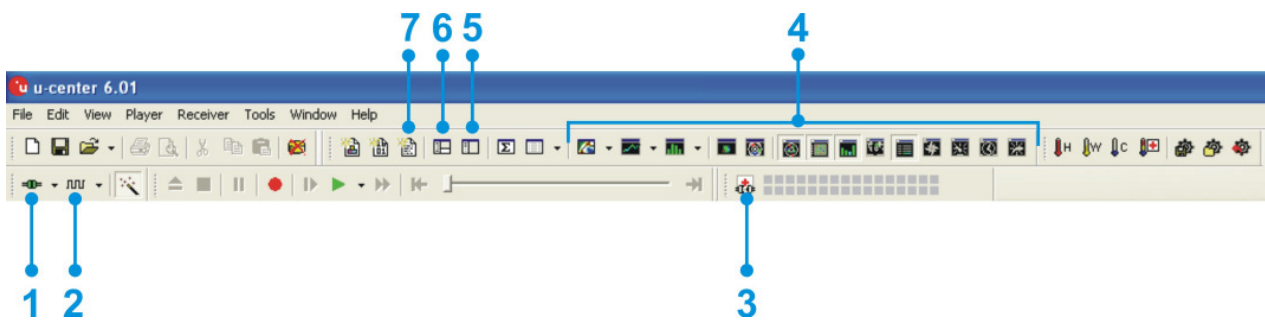 7 6 5 4
u-center 6.01
File Edit View Player Receiver Tools Window Help
H W C
1 2 3